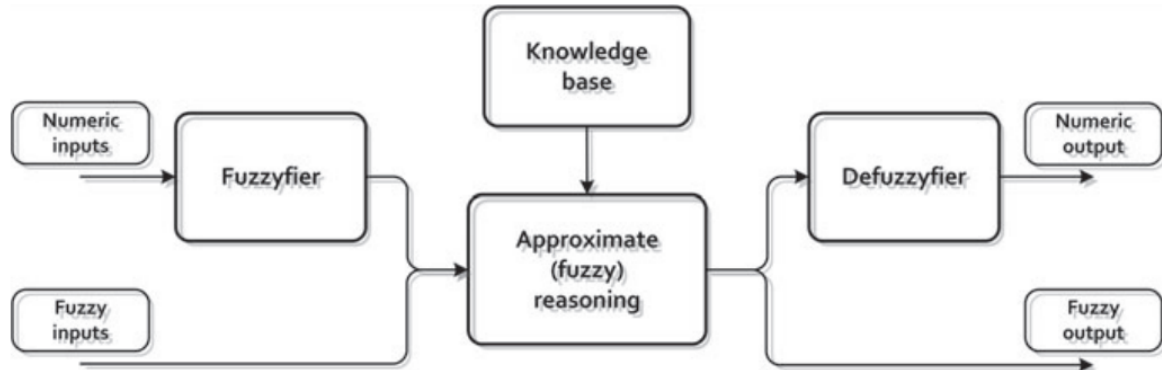 Knowledge
base
Numeric
inputs
Fuzzyfier
Defuzzyfier
Numeric
output
Approximate
(fuzzy)
reasoning
Fuzzy
inputs
Fuzzy
output